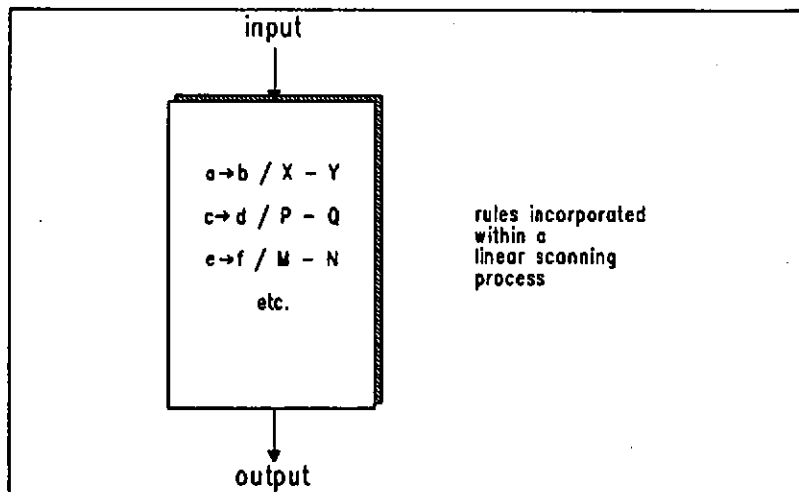 input
a→b / X - Y
c→d / P - Q
e→f / M - N
etc.
rules incorporated
within a
linear scanning
process
output